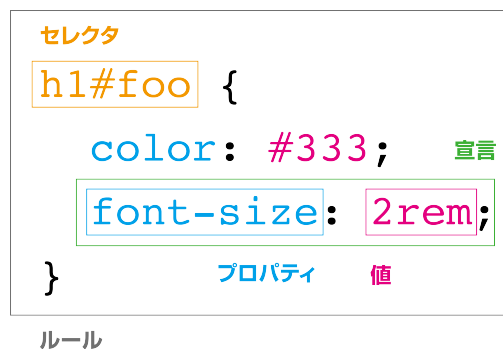 セレクタ
h1#foo {
color: #333;
宣言
font-size: 2rem;
}
プロパティ
値
ルール